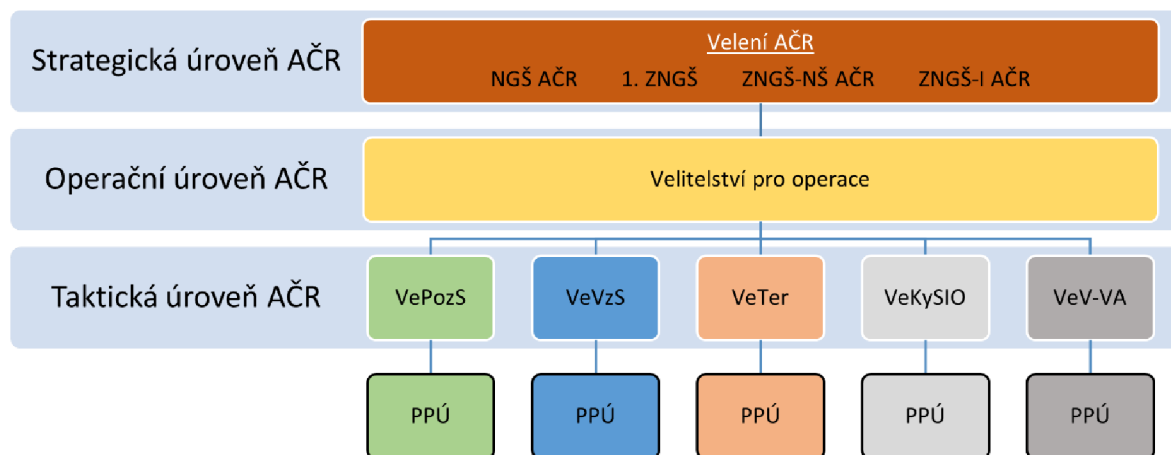 Strategická úroveň AČR
Velení AČR
NGŠ AČR 1. ZNGŠ ZNGŠ-NŠ AČR ZNGŠ-I AČR
Operační úroveň AČR
Velitelství pro operace
Taktická úroveň AČR
VePozS VeVzS VeTer VeKySIO VeV-VA
PPÚ PPÚ PPÚ PPÚ PPÚ